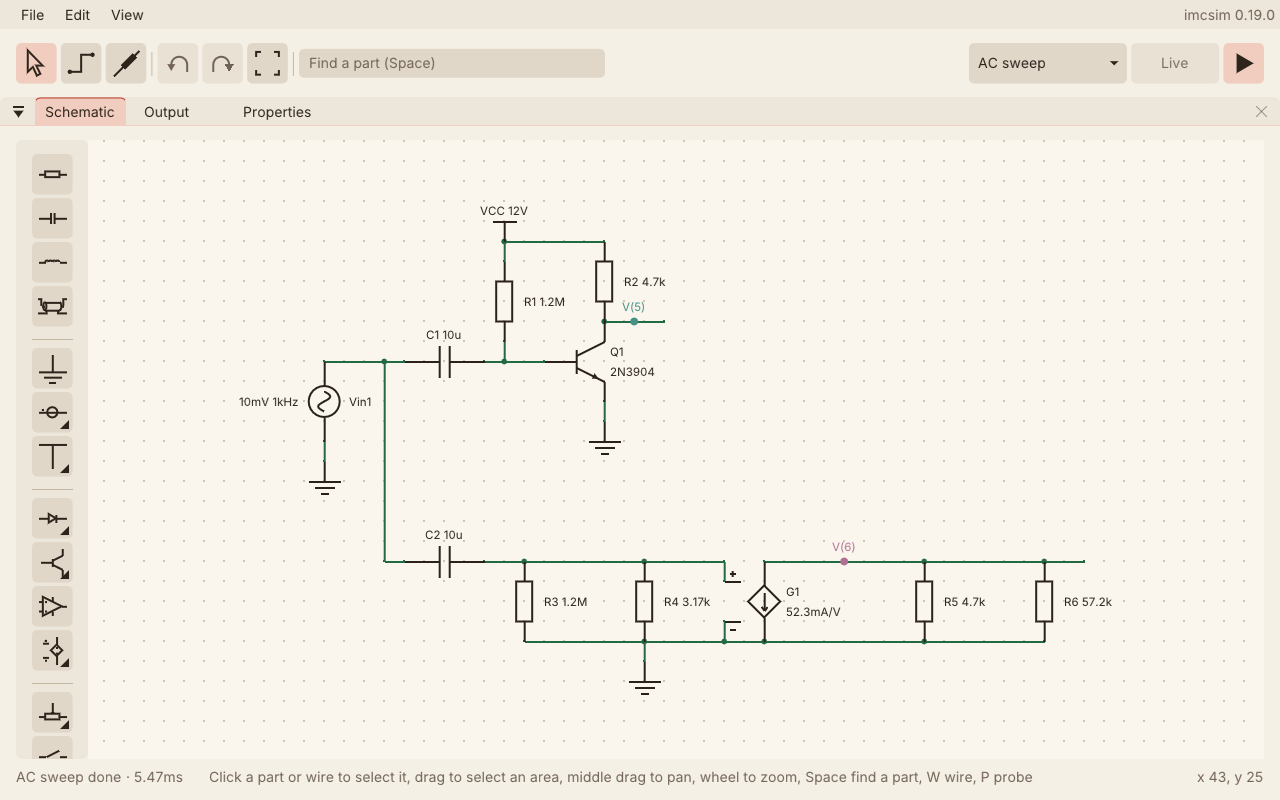 File Edit View imcsim 0.19.0
Find a part (Space) AC sweep Live
Schematic Output Properties
VCC 12V
R2 4.7k
R1 1.2M
V(5)
C1 10u
Q1
2N3904
10mV 1kHz Vin1
C2 10u
V(6)
R3 1.2M
R4 3.17k
G1
52.3mA/V
R5 4.7k
R6 57.2k
AC sweep done · 5.47ms Click a part or wire to select it, drag to select an area, middle drag to pan, wheel to zoom, Space find a part, W wire, P probe x 43, y 25